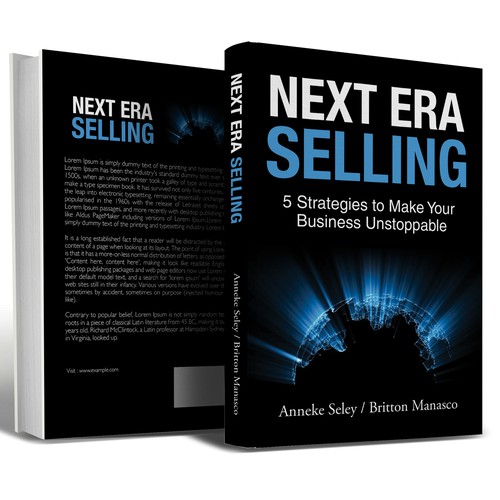 NEXT ERA
SELLING
Lorem Ipsum is simply dummy text of the printing and typesetting
Lorem Ipsum has been the industry's standard dummy text ever
1500s, when an unknown printer took a galley of type and
make a type specimen book. It has survived not only five centuries,
the leap into electronic typesetting, remaining essentially unchanged.
popularised in the 1960s with the release of Letraset sheets
Lorem Ipsum passages, and more recently with desktop publishing
like Aldus PageMaker including versions of Lorem Ipsum.
simply dummy text of the printing and typesetting industry. Lorem
It is a long established fact that a reader will be distracted by the
content of a page when looking at its layout. The point of using
is that it has a more-or-less normal distribution of letters, as opposed
'Content here, content here', making it look like readable
desktop publishing packages and web page editors now use Lorem
their default model text, and a search for 'lorem ipsum' will
web sites still in their infancy. Various versions have evolved over
sometimes by accident, sometimes on purpose (injected humour
like).
Contrary to popular belief, Lorem Ipsum is not simply random
roots in a piece of classical Latin literature from 45 BC, making it
years old. Richard McClintock, a Latin professor at Hampden-Sydney
in Virginia, looked up
Visit : www.example.com
NEXT ERA SELLING
Anneke Seley / Britton Manasco
NEXT ERA
SELLING
5 Strategies to Make Your
Business Unstoppable
Anneke Seley / Britton Manasco